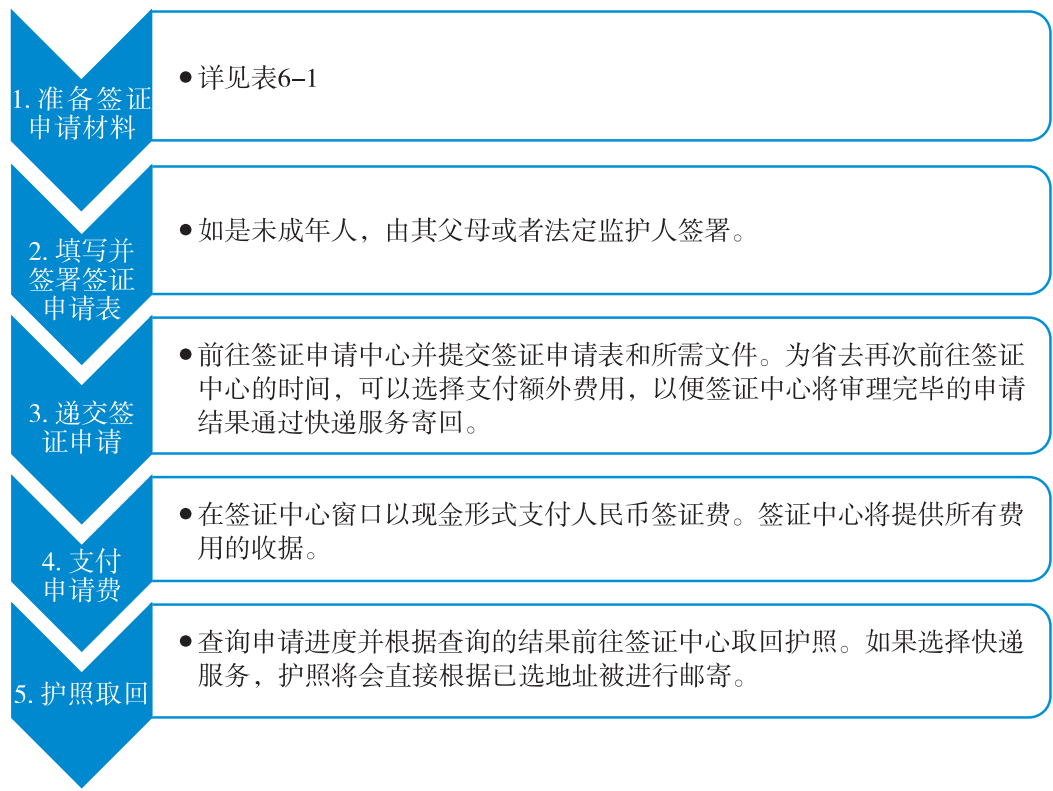 1. 准备签证
申请材料
●详见表6-1
2. 填写并
签署签证
申请表
●如是未成年人，由其父母或者法定监护人签署。
3. 递交签
证申请
●前往签证申请中心并提交签证申请表和所需文件。为省去再次前往签证
中心的时间，可以选择支付额外费用，以便签证中心将审理完毕的申请
结果通过快递服务寄回。
4. 支付
申请费
●在签证中心窗口以现金形式支付人民币签证费。签证中心将提供所有费
用的收据。
5. 护照取回
●查询申请进度并根据查询的结果前往签证中心取回护照。如果选择快递
服务，护照将会直接根据已选地址被进行邮寄。